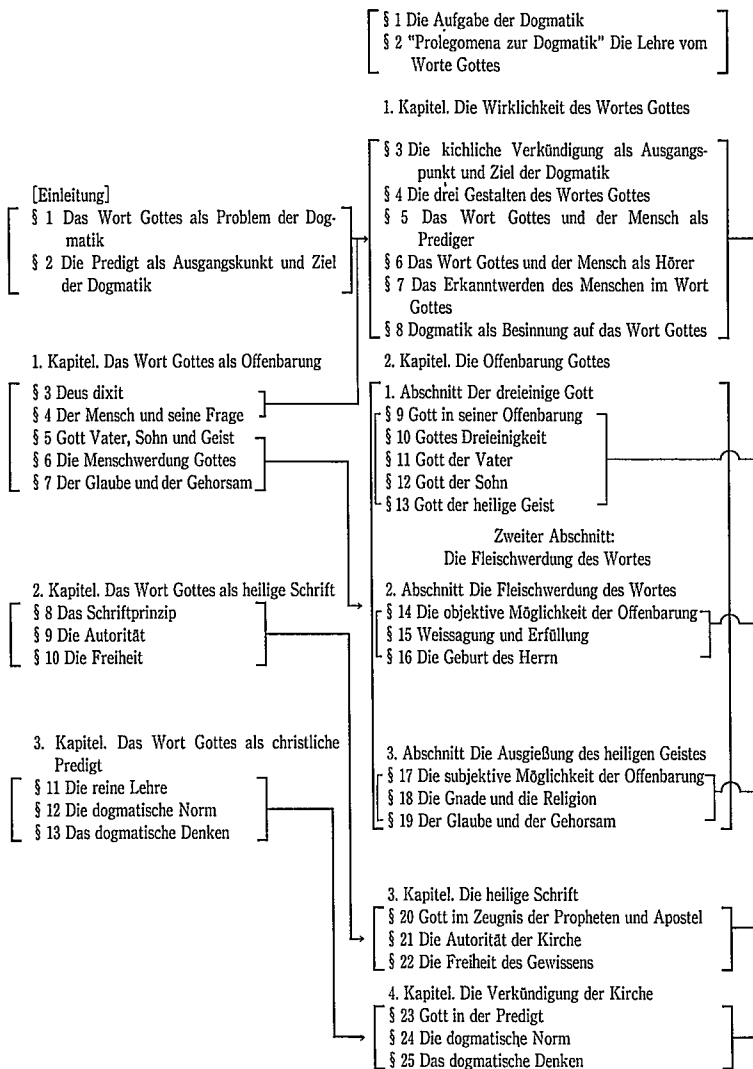 [Einleitung]
§ 1 Das Wort Gottes als Problem der Dog-
matik
§ 2 Die Predigt als Ausgangskunkt und Ziel
der Dogmatik
1. Kapitel. Das Wort Gottes als Offenbarung
§ 3 Deus dixit
§ 4 Der Mensch und seine Frage
§ 5 Gott Vater, Sohn und Geist
§ 6 Die Menschwerdung Gottes
§ 7 Der Glaube und der Gehorsam
2. Kapitel. Das Wort Gottes als heilige Schrift
§ 8 Das Schriftprinzip
§ 9 Die Autorität
§ 10 Die Freiheit
3. Kapitel. Das Wort Gottes als christliche
Predigt
§ 11 Die reine Lehre
§ 12 Die dogmatische Norm
§ 13 Das dogmatische Denken
§ 1 Die Aufgabe der Dogmatik
§ 2 "Prolegomena zur Dogmatik" Die Lehre vom
Worte Gottes
1. Kapitel. Die Wirklichkeit des Wortes Gottes
§ 3 Die kichliche Verkündigung als Ausgangs-
punkt und Ziel der Dogmatik
§ 4 Die drei Gestalten des Wortes Gottes
§ 5 Das Wort Gottes und der Mensch als
Prediger
§ 6 Das Wort Gottes und der Mensch als Hörer
§ 7 Das Erkanntwerden des Menschen im Wort
Gottes
§ 8 Dogmatik als Besinnung auf das Wort Gottes
2. Kapitel. Die Offenbarung Gottes
1. Abschnitt Der dreieinige Gott
§ 9 Gott in seiner Offenbarung
§ 10 Gottes Dreieinigkeit
§ 11 Gott der Vater
§ 12 Gott der Sohn
§ 13 Gott der heilige Geist
Zweiter Abschnitt:
Die Fleischwerdung des Wortes
2. Abschnitt Die Fleischwerdung des Wortes
§ 14 Die objektive Möglichkeit der Offenbarung
§ 15 Weissagung und Erfüllung
§ 16 Die Geburt des Herrn
3. Abschnitt Die Ausgießung des heiligen Geistes
§ 17 Die subjektive Möglichkeit der Offenbarung
§ 18 Die Gnade und die Religion
§ 19 Der Glaube und der Gehorsam
3. Kapitel. Die heilige Schrift
§ 20 Gott im Zeugnis der Propheten und Apostel
§ 21 Die Autorität der Kirche
§ 22 Die Freiheit des Gewissens
4. Kapitel. Die Verkündigung der Kirche
§ 23 Gott in der Predigt
§ 24 Die dogmatische Norm
§ 25 Das dogmatische Denken